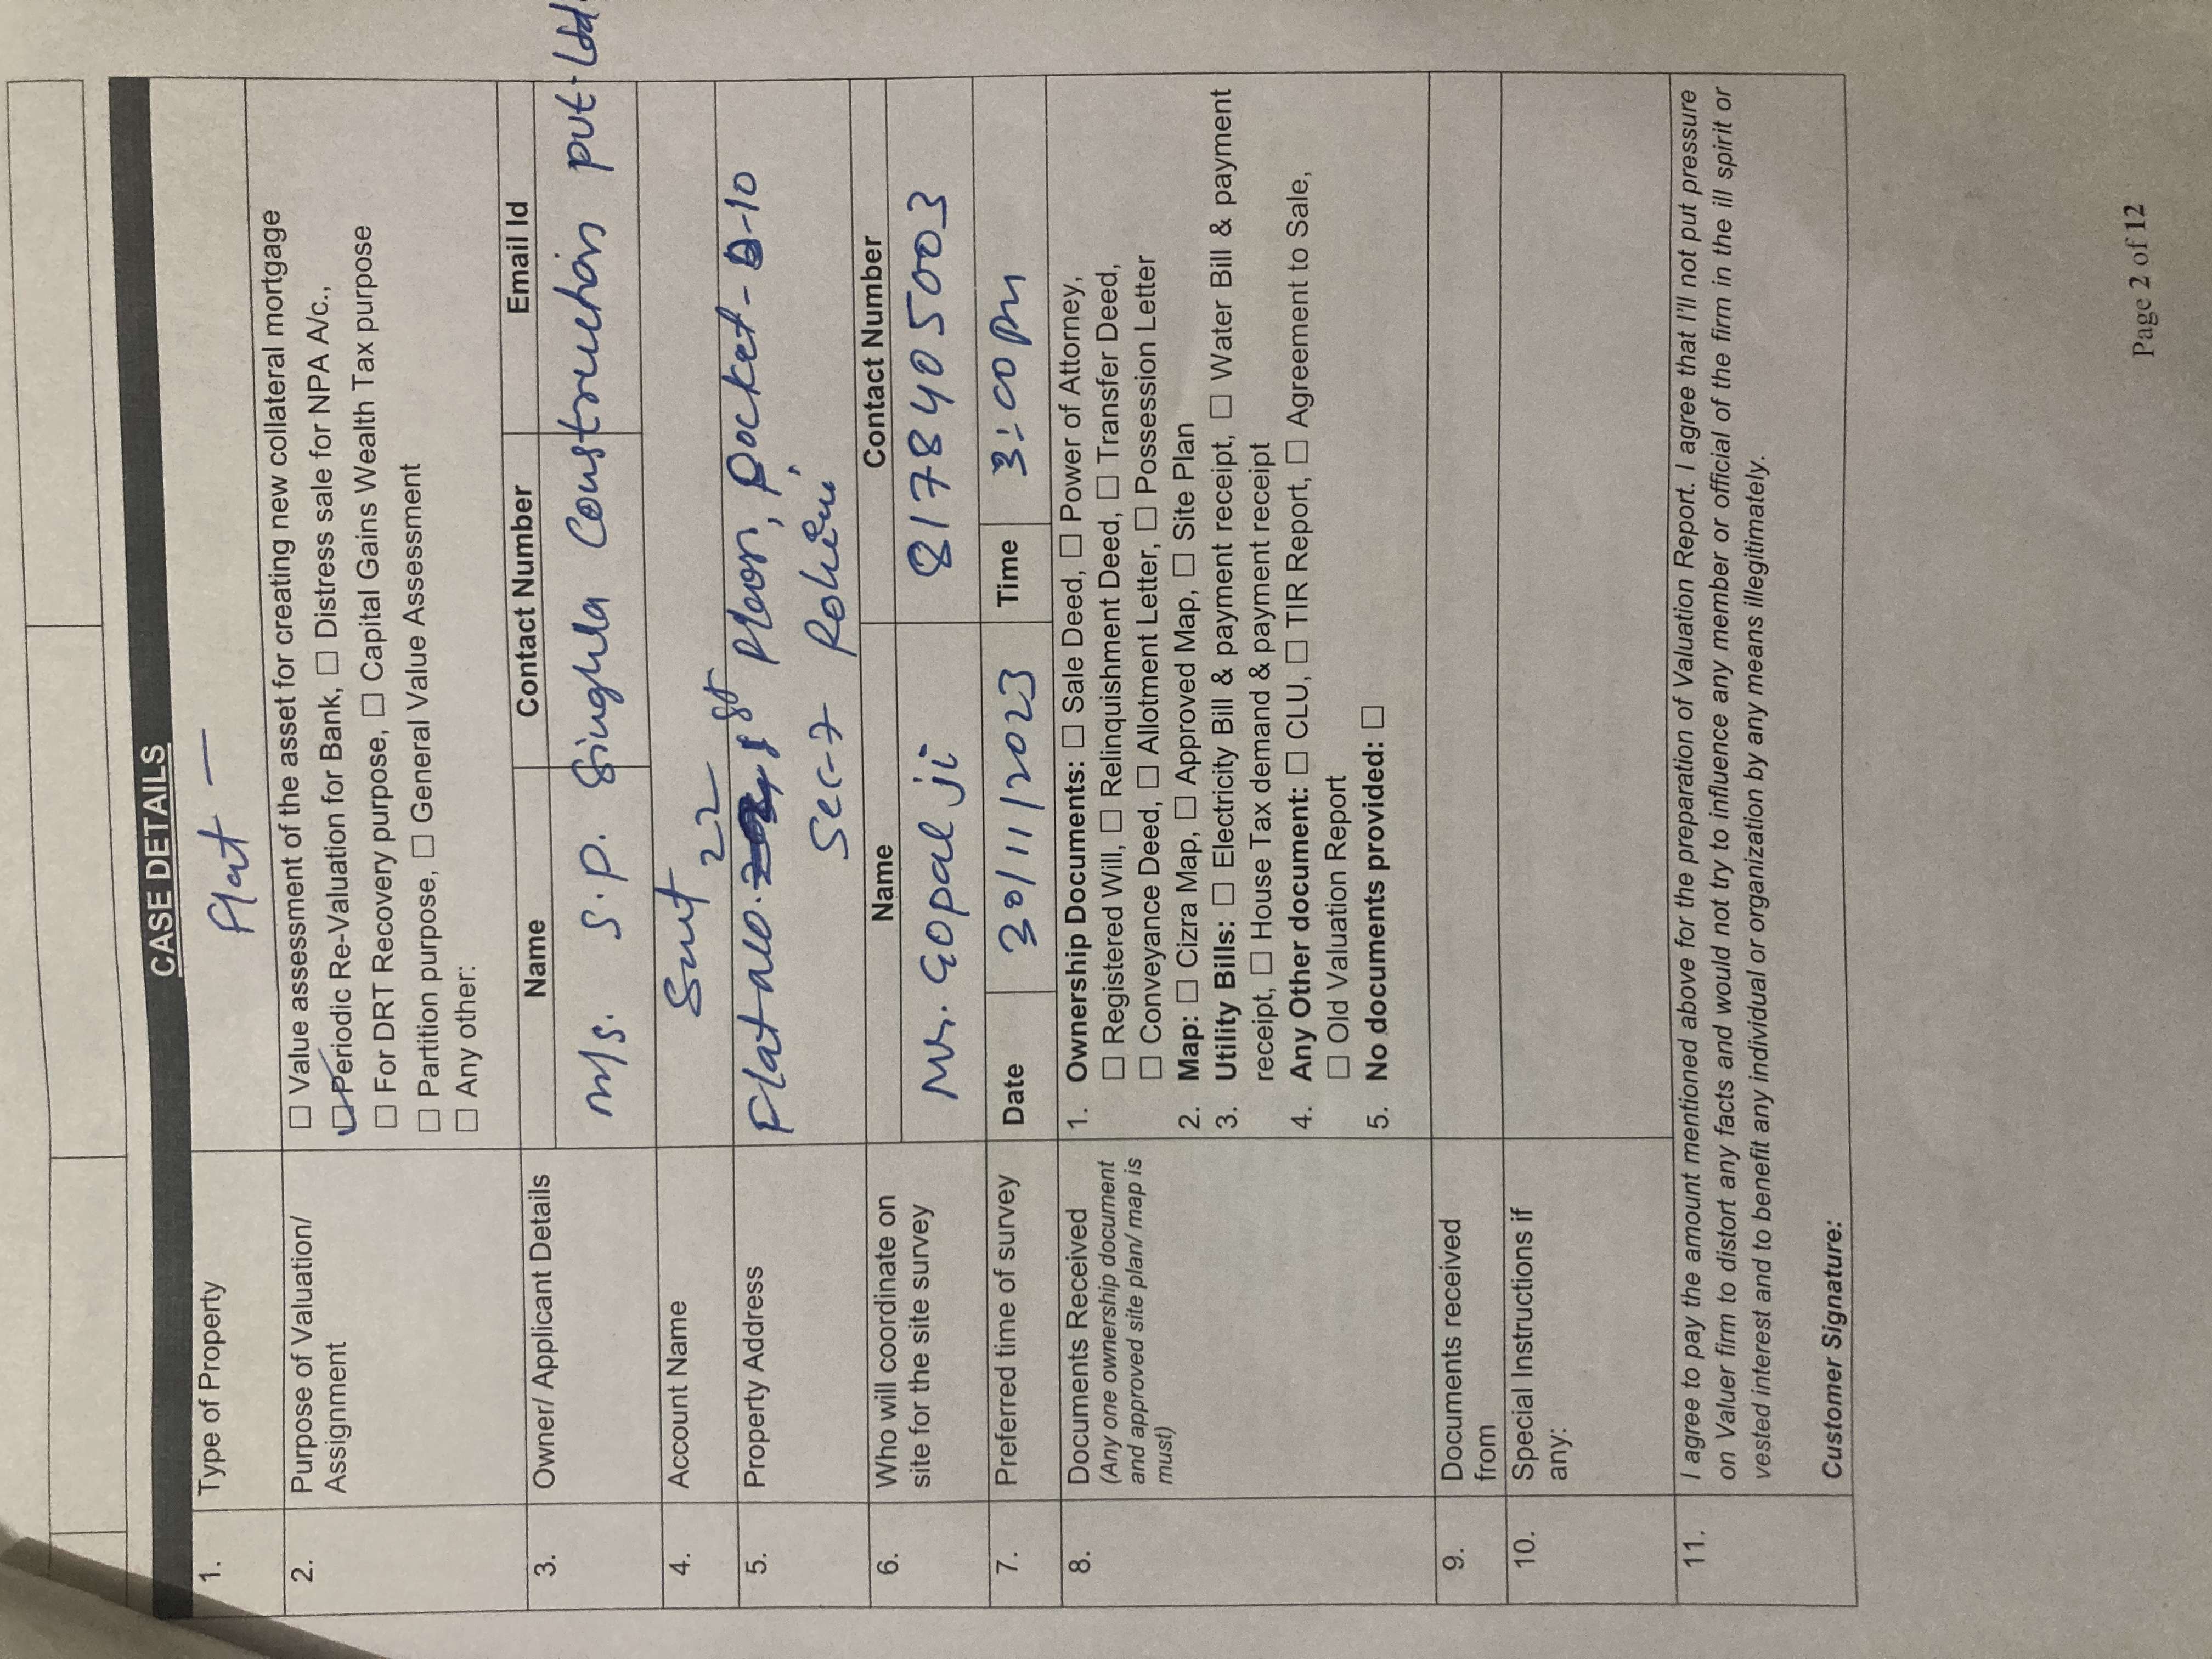 CASE DETAILS
1. Type of Property Flat —
2. Purpose of Valuation/ Assignment
☐ Value assessment of the asset for creating new collateral mortgage
☑ Periodic Re-Valuation for Bank, ☐ Distress sale for NPA A/c.,
☐ For DRT Recovery purpose, ☐ Capital Gains Wealth Tax purpose
☐ Partition purpose, ☐ General Value Assessment
☐ Any other:
3. Owner/ Applicant Details
Name Contact Number Email Id
M/s. S.P. Singhla Construction pvt Ltd.
4. Account Name
5. Property Address
22
Flat no. 1st Floor, Pocket- -10
Sec-7 Rohini
6. Who will coordinate on site for the site survey
Name Contact Number
Mr. Gopal ji 8178405003
7. Preferred time of survey Date 30/11/2023 Time 3:00 PM
8. Documents Received
(Any one ownership document
and approved site plan/ map is
must)
1. Ownership Documents: ☐ Sale Deed, ☐ Power of Attorney,
☐ Registered Will, ☐ Relinquishment Deed, ☐ Transfer Deed,
☐ Conveyance Deed, ☐ Allotment Letter, ☐ Possession Letter
2. Map: ☐ Cizra Map, ☐ Approved Map, ☐ Site Plan
3. Utility Bills: ☐ Electricity Bill & payment receipt, ☐ Water Bill & payment
receipt, ☐ House Tax demand & payment receipt
4. Any Other document: ☐ CLU, ☐ TIR Report, ☐ Agreement to Sale,
☐ Old Valuation Report
5. No documents provided: ☐
9. Documents received
from
10. Special Instructions if
any:
11. I agree to pay the amount mentioned above for the preparation of Valuation Report. I agree that I'll not put pressure
on Valuer firm to distort any facts and would not try to influence any member or official of the firm in the ill spirit or
vested interest and to benefit any individual or organization by any means illegitimately.
Customer Signature:
Page 2 of 12